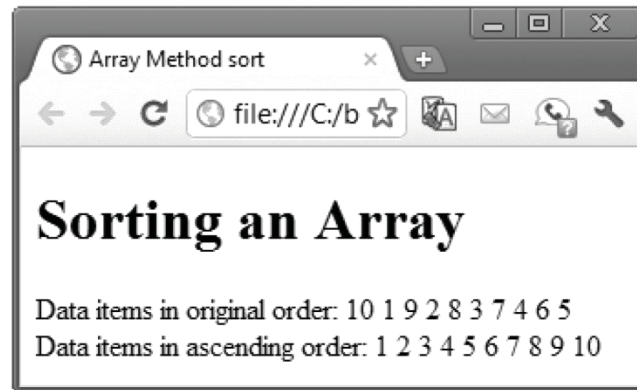 Array Method sort
file:///C:/b
Sorting an Array
Data items in original order: 10 1 9 2 8 3 7 4 6 5
Data items in ascending order: 1 2 3 4 5 6 7 8 9 10